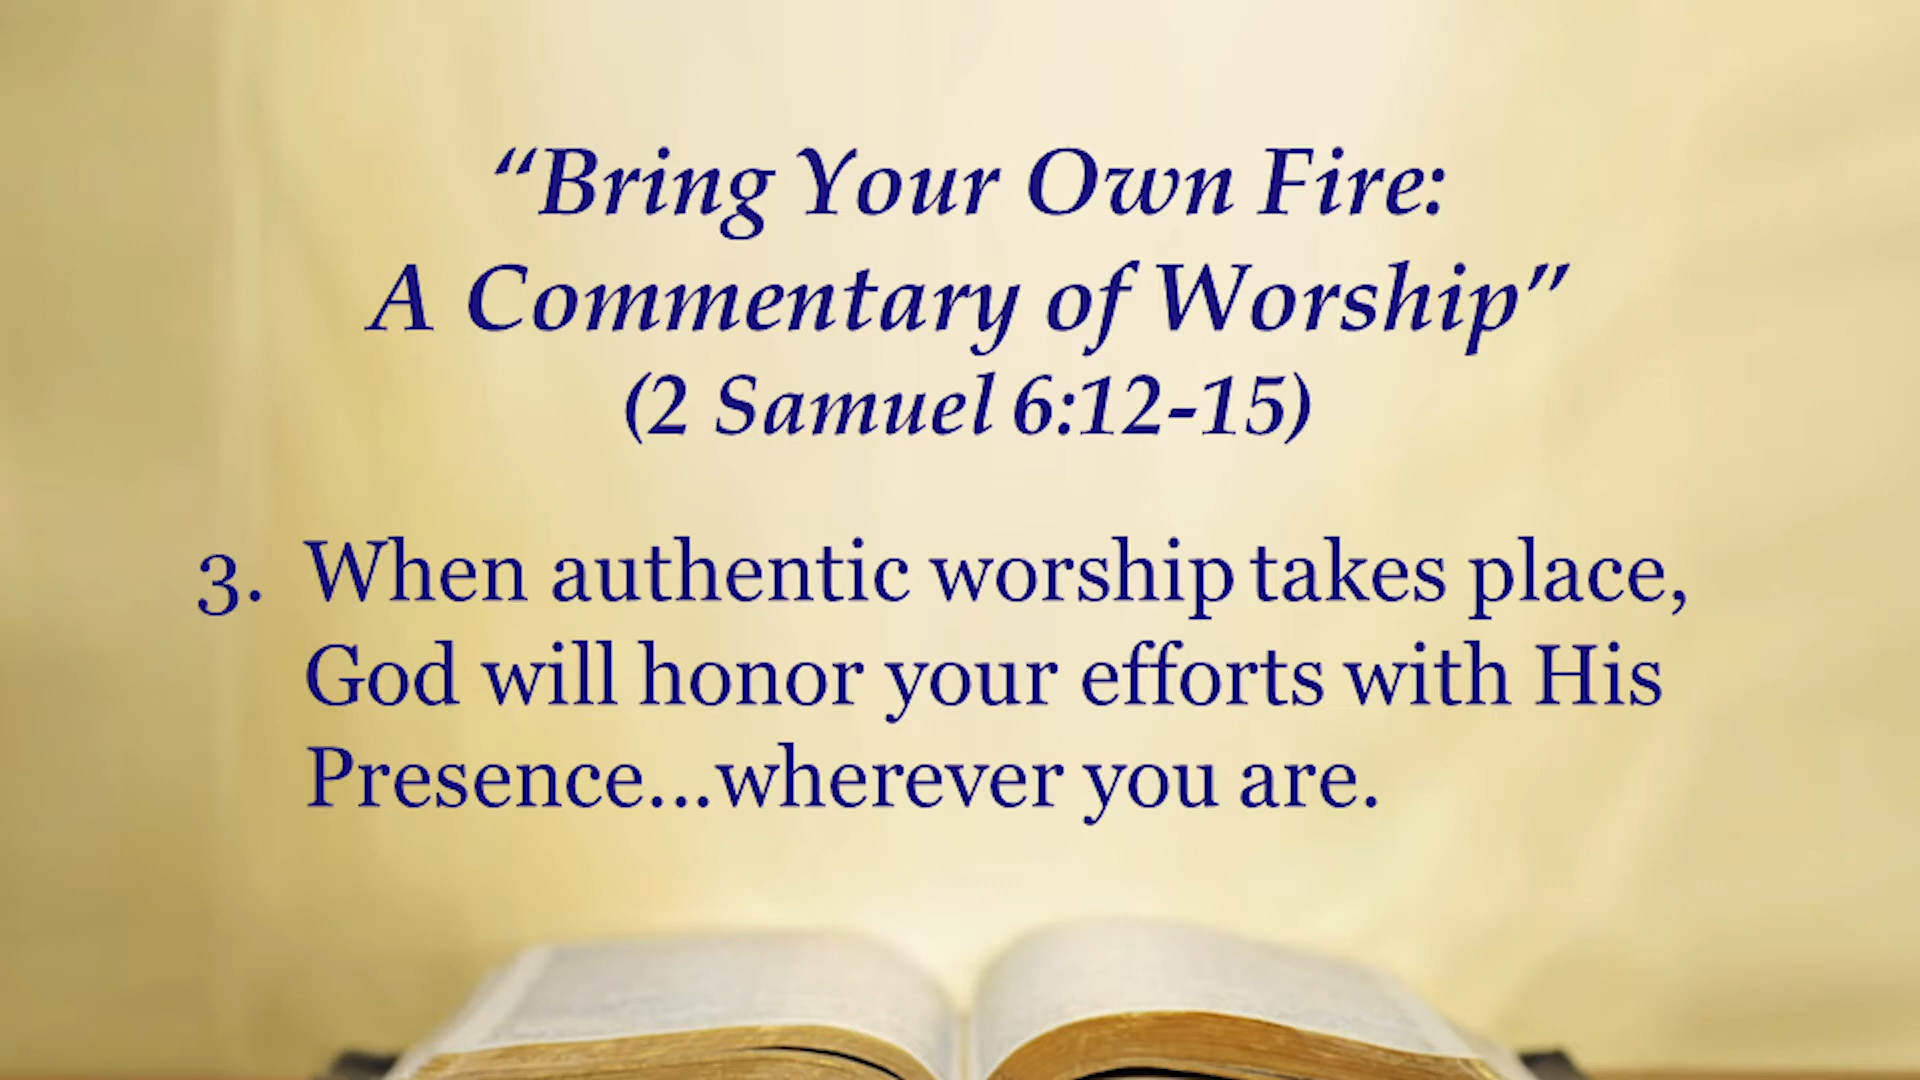 “Bring Your Own Fire:
A Commentary of Worship”
(2 Samuel 6:12-15)
3. When authentic worship takes place,
God will honor your efforts with His
Presence...wherever you are.